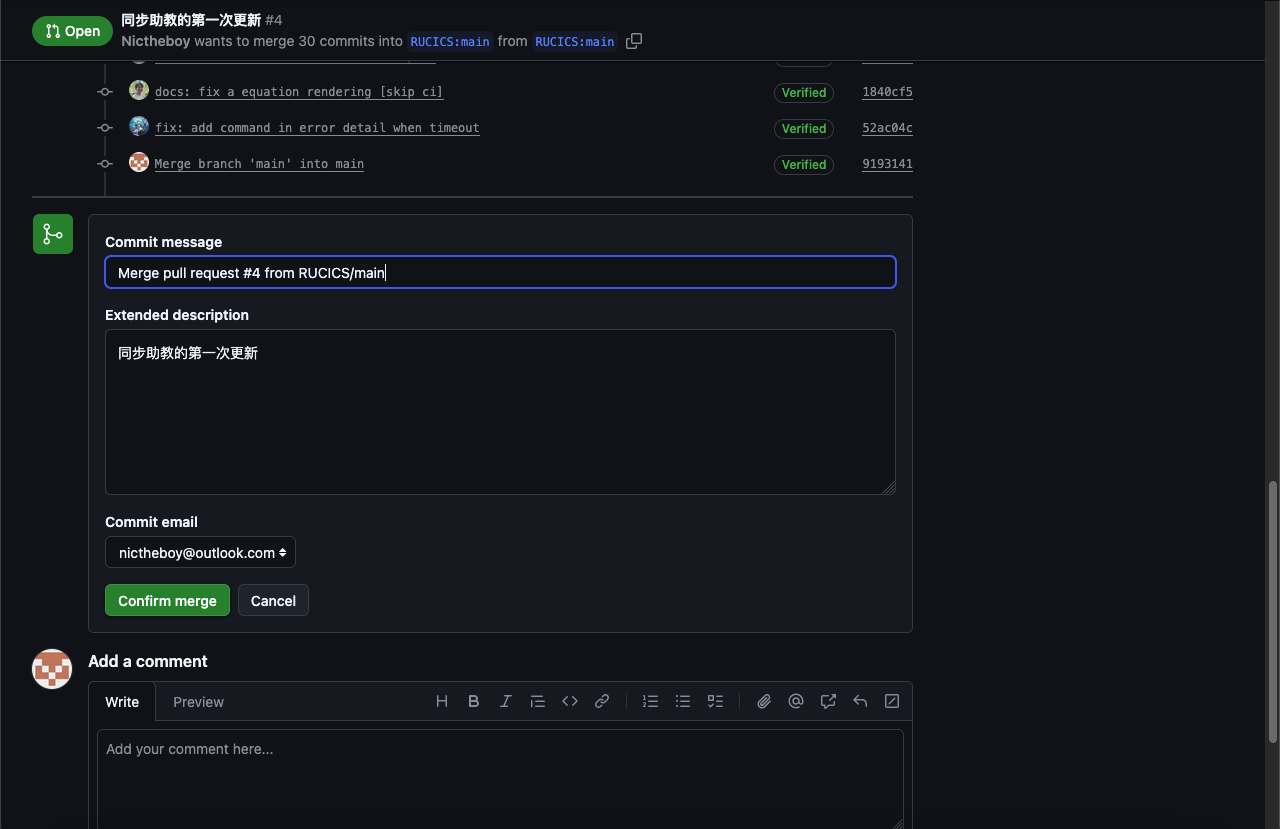 Open
同步助教的第一次更新 #4
Nictheboy wants to merge 30 commits into RUCICS:main from RUCICS:main
docs: fix a equation rendering [skip ci] Verified 1840cf5
fix: add command in error detail when timeout Verified 52ac04c
Merge branch 'main' into main Verified 9193141
Commit message
Merge pull request #4 from RUCICS/main
Extended description
同步助教的第一次更新
Commit email
nictheboy@outlook.com
Confirm merge Cancel
Add a comment
Write Preview
Add your comment here...